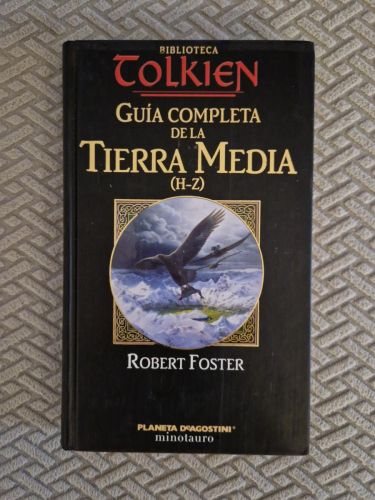 BIBLIOTECA
TOLKIEN
GUÍA COMPLETA
DE LA
TIERRA MEDIA
(H-Z)
ROBERT FOSTER
PLANETA DEAGOSTINI
minotauro